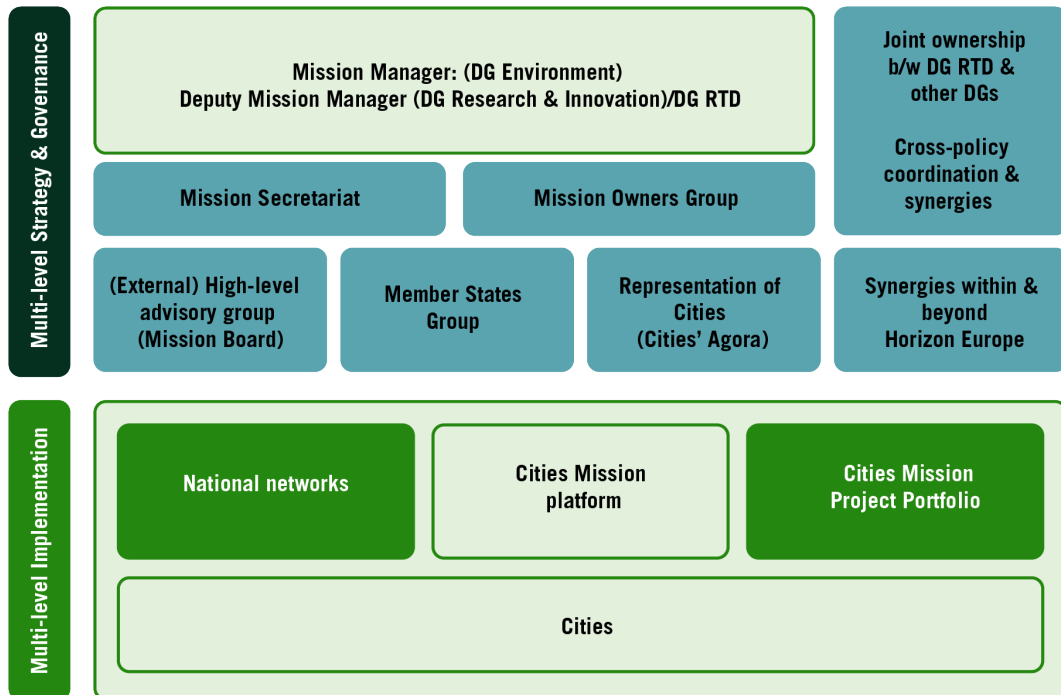 Multi-level Strategy & Governance
Mission Manager: (DG Environment)
Deputy Mission Manager (DG Research & Innovation)/DG RTD
Joint ownership
b/w DG RTD &
other DGs
Cross-policy
coordination &
synergies
Mission Secretariat
Mission Owners Group
(External) High-level
advisory group
(Mission Board)
Member States
Group
Representation of
Cities
(Cities’ Agora)
Synergies within &
beyond
Horizon Europe
Multi-level Implementation
National networks
Cities Mission
platform
Cities Mission
Project Portfolio
Cities